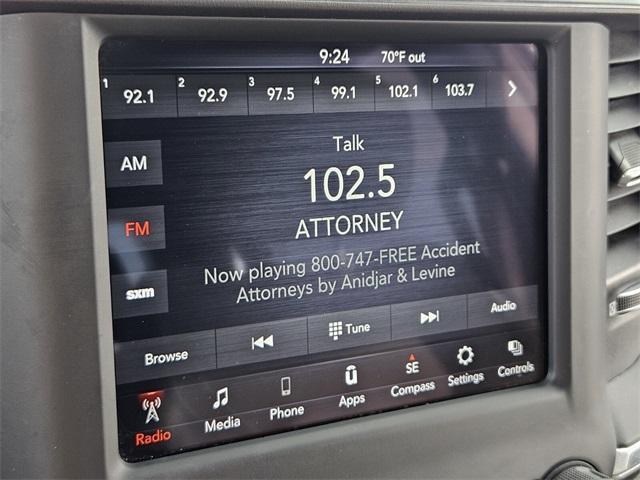 9:24 70°F out
1 92.1 2 92.9 3 97.5 4 99.1 5 102.1 6 103.7
Talk
AM
102.5
FM
ATTORNEY
Now playing 800-747-FREE Accident
Attorneys by Anidjar & Levine
sxm
Browse Tune Audio
Radio Media Phone Apps SE Compass Settings Controls